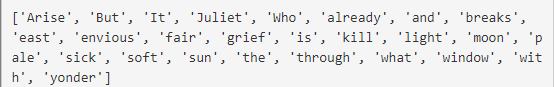 ['Arise', 'But', 'It', 'Juliet', 'Who', 'already', 'and', 'breaks',
'east', 'envious', 'fair', 'grief', 'is', 'kill', 'light', 'moon', 'p
ale', 'sick', 'soft', 'sun', 'the', 'through', 'what', 'window', 'wit
h', 'yonder']